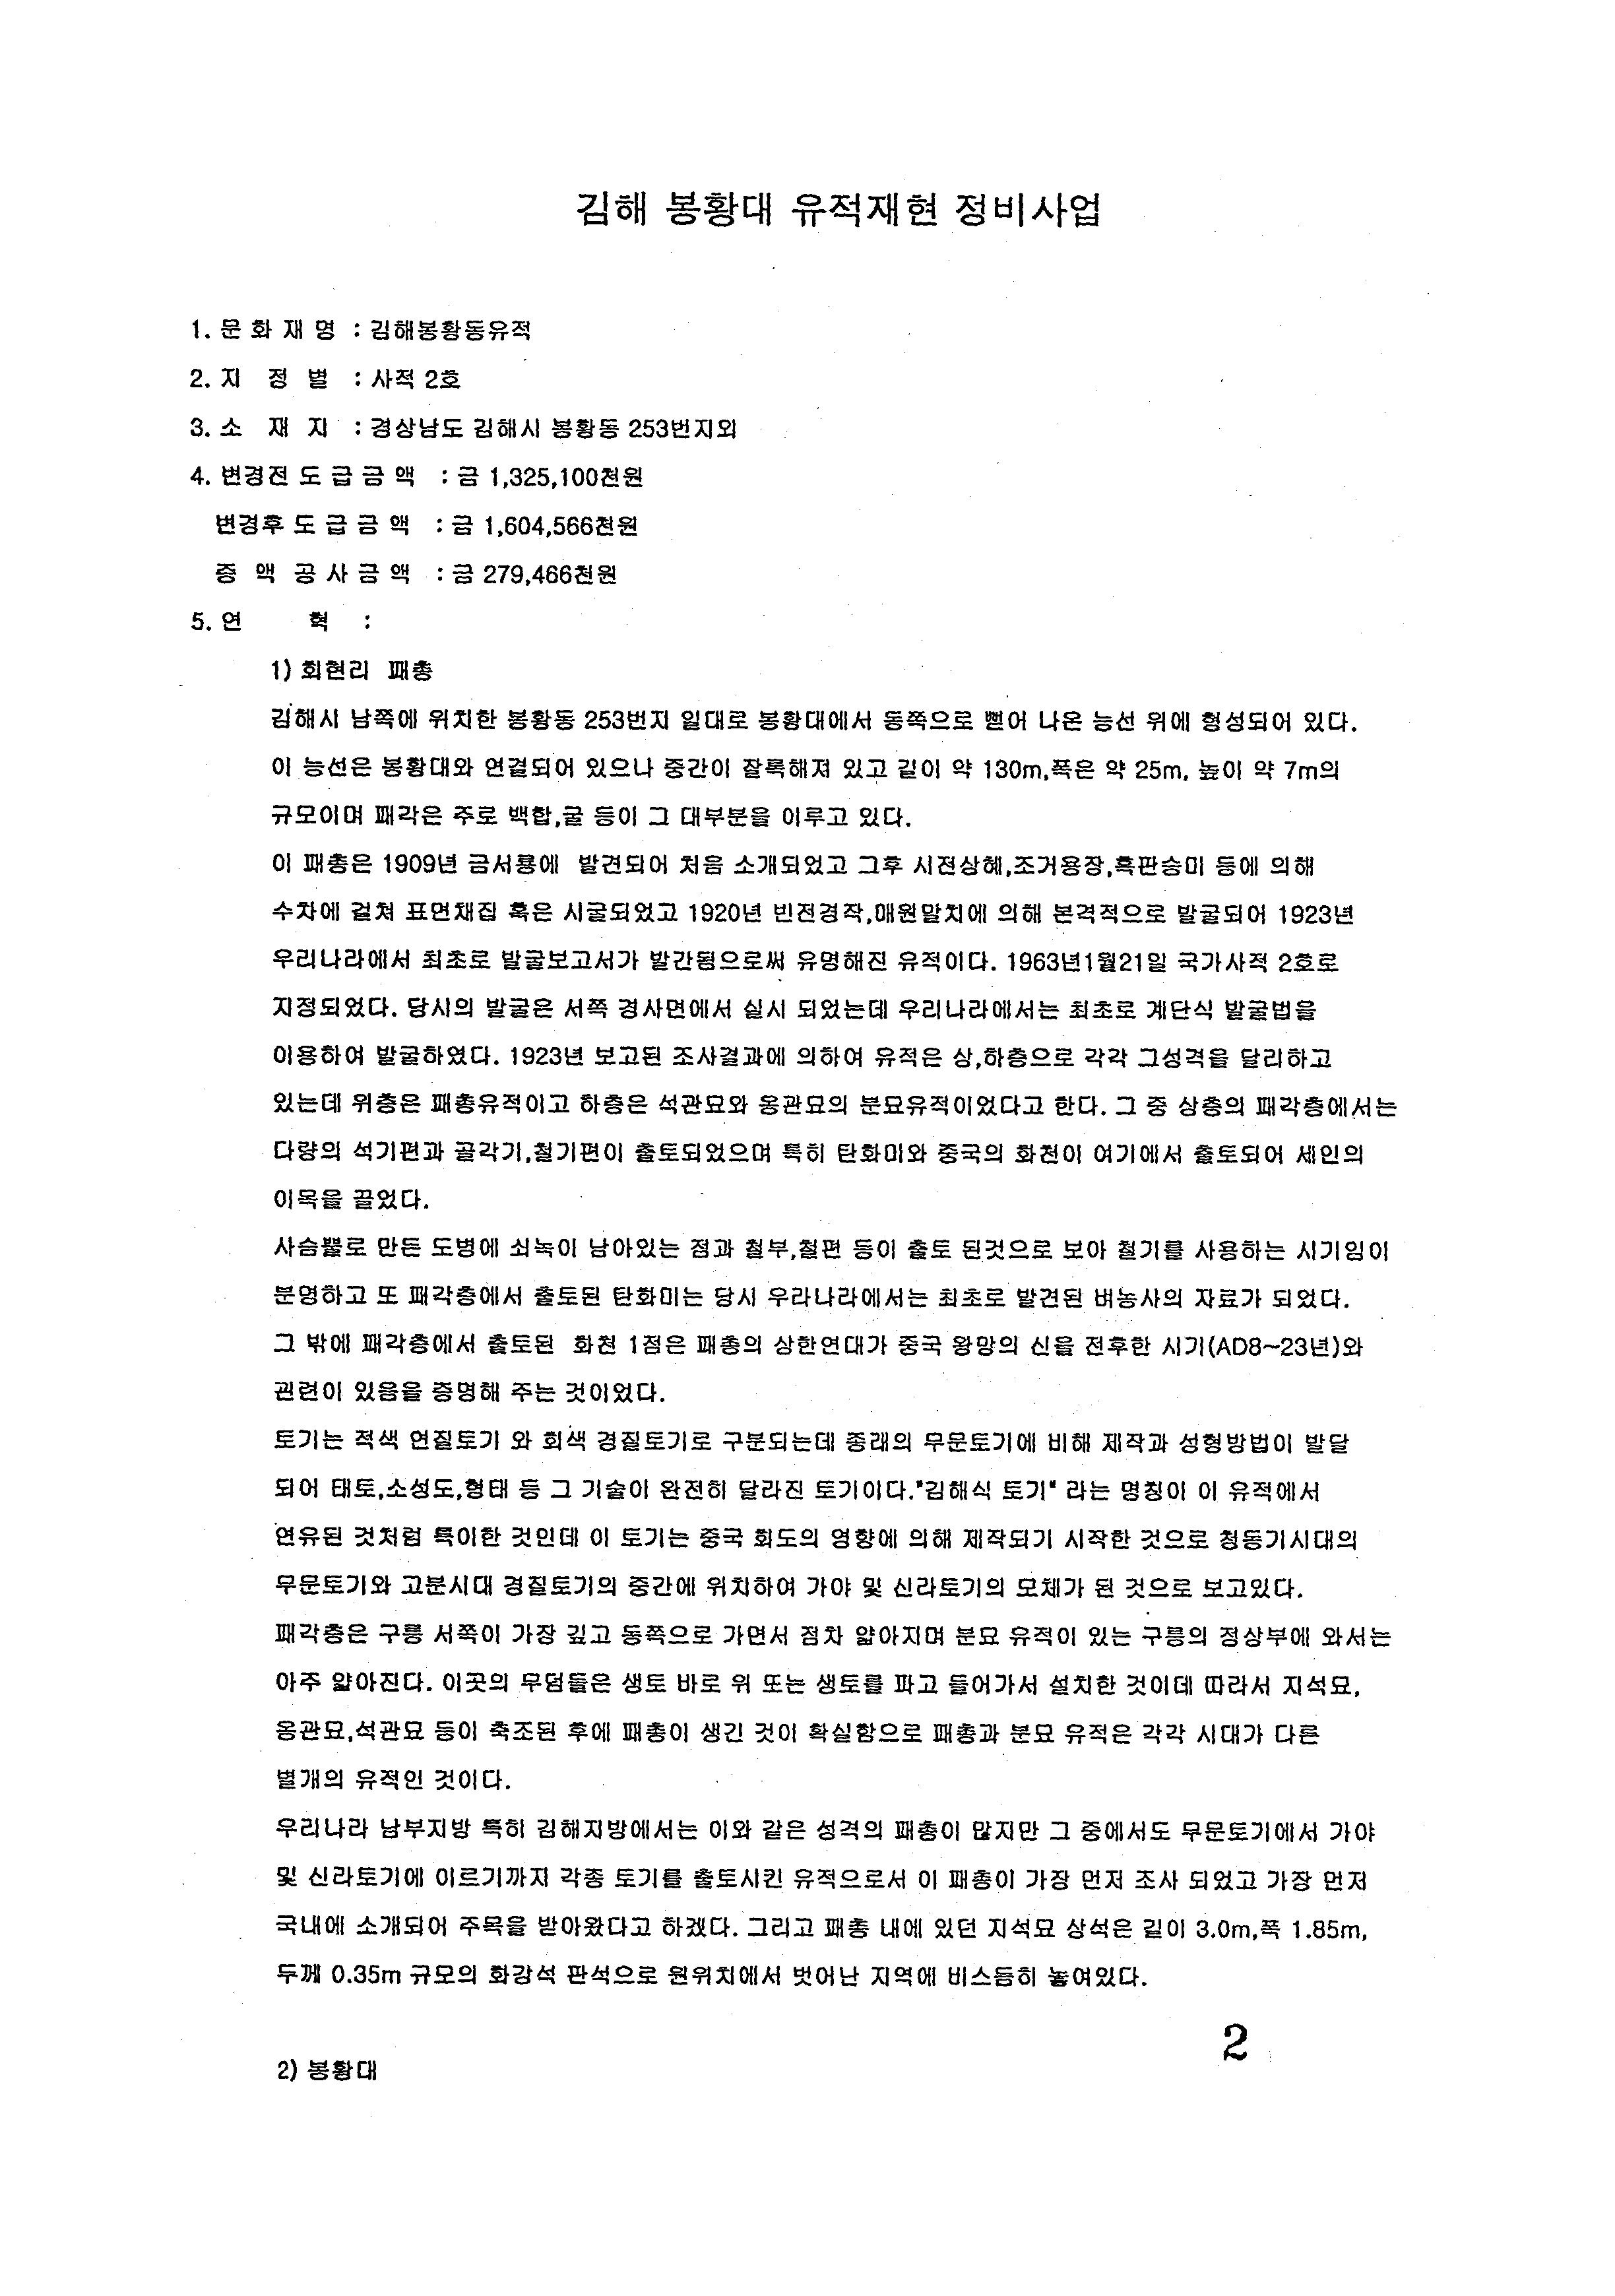 김해 봉황대 유적재현 정비사업
1. 문 화 재 명 : 김해봉황동유적
2. 지 정 별 : 사적 2호
3. 소 재 지 : 경상남도 김해시 봉황동 253번지외
4. 변경전 도 급 금 액 : 금 1,325,100천원
변경후 도 급 금 액 : 금 1,604,566천원
증 액 공 사 금 액 : 금 279,466천원
5. 연 혁 :
1) 회현리 패총
김해시 남쪽에 위치한 봉황동 253번지 일대로 봉황대에서 동쪽으로 뻗어 나온 능선 위에 형성되어 있다.
이 능선은 봉황대와 연결되어 있으나 중간이 잘록해져 있고 길이 약 130m,폭은 약 25m, 높이 약 7m의
규모이며 패각은 주로 백합,굴 등이 그 대부분을 이루고 있다.
이 패총은 1909년 금서룡에 발견되어 처음 소개되었고 그후 시전상혜,조거용장,흑판승미 등에 의해
수차에 걸쳐 표면채집 혹은 시굴되었고 1920년 빈전경작,매원말치에 의해 본격적으로 발굴되어 1923년
우리나라에서 최초로 발굴보고서가 발간됨으로써 유명해진 유적이다. 1963년1월21일 국가사적 2호로
지정되었다. 당시의 발굴은 서쪽 경사면에서 실시 되었는데 우리나라에서는 최초로 계단식 발굴법을
이용하여 발굴하였다. 1923년 보고된 조사결과에 의하여 유적은 상,하층으로 각각 그성격을 달리하고
있는데 위층은 패총유적이고 하층은 석관묘와 옹관묘의 분묘유적이었다고 한다. 그 중 상층의 패각층에서는
다량의 석기편과 골각기,철기편이 출토되었으며 특히 탄화미와 중국의 화천이 여기에서 출토되어 세인의
이목을 끌었다.
사슴뿔로 만든 도병에 쇠녹이 남아있는 점과 철부,철편 등이 출토 된것으로 보아 철기를 사용하는 시기임이
분명하고 또 패각층에서 출토된 탄화미는 당시 우리나라에서는 최초로 발견된 벼농사의 자료가 되었다.
그 밖에 패각층에서 출토된 화천 1점은 패총의 상한연대가 중국 왕망의 신을 전후한 시기(AD8~23년)와
관련이 있음을 증명해 주는 것이었다.
토기는 적색 연질토기 와 회색 경질토기로 구분되는데 종래의 무문토기에 비해 제작과 성형방법이 발달
되어 태토,소성도,형태 등 그 기술이 완전히 달라진 토기이다."김해식 토기" 라는 명칭이 이 유적에서
연유된 것처럼 특이한 것인데 이 토기는 중국 회도의 영향에 의해 제작되기 시작한 것으로 청동기시대의
무문토기와 고분시대 경질토기의 중간에 위치하여 가야 및 신라토기의 모체가 된 것으로 보고있다.
패각층은 구릉 서쪽이 가장 깊고 동쪽으로 가면서 점차 얇아지며 분묘 유적이 있는 구릉의 정상부에 와서는
아주 얇아진다. 이곳의 무덤들은 생토 바로 위 또는 생토를 파고 들어가서 설치한 것이데 따라서 지석묘,
옹관묘,석관묘 등이 축조된 후에 패총이 생긴 것이 확실함으로 패총과 분묘 유적은 각각 시대가 다른
별개의 유적인 것이다.
우리나라 남부지방 특히 김해지방에서는 이와 같은 성격의 패총이 많지만 그 중에서도 무문토기에서 가야
및 신라토기에 이르기까지 각종 토기를 출토시킨 유적으로서 이 패총이 가장 먼저 조사 되었고 가장 먼저
국내에 소개되어 주목을 받아왔다고 하겠다. 그리고 패총 내에 있던 지석묘 상석은 길이 3.0m,폭 1.85m,
두께 0.35m 규모의 화강석 판석으로 원위치에서 벗어난 지역에 비스듬히 놓여있다.
2
2) 봉황대